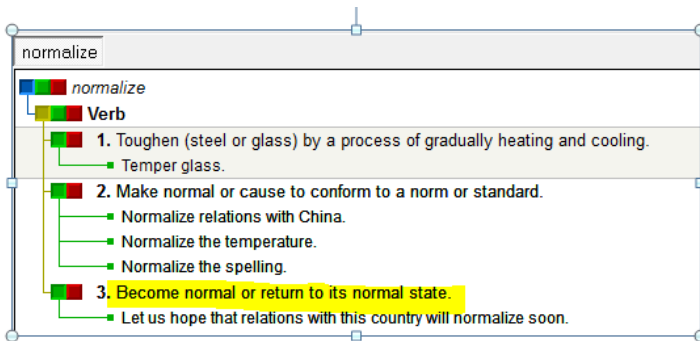 normalize
normalize
Verb
1. Toughen (steel or glass) by a process of gradually heating and cooling.
Temper glass.
2. Make normal or cause to conform to a norm or standard.
Normalize relations with China.
Normalize the temperature.
Normalize the spelling.
3. Become normal or return to its normal state.
Let us hope that relations with this country will normalize soon.